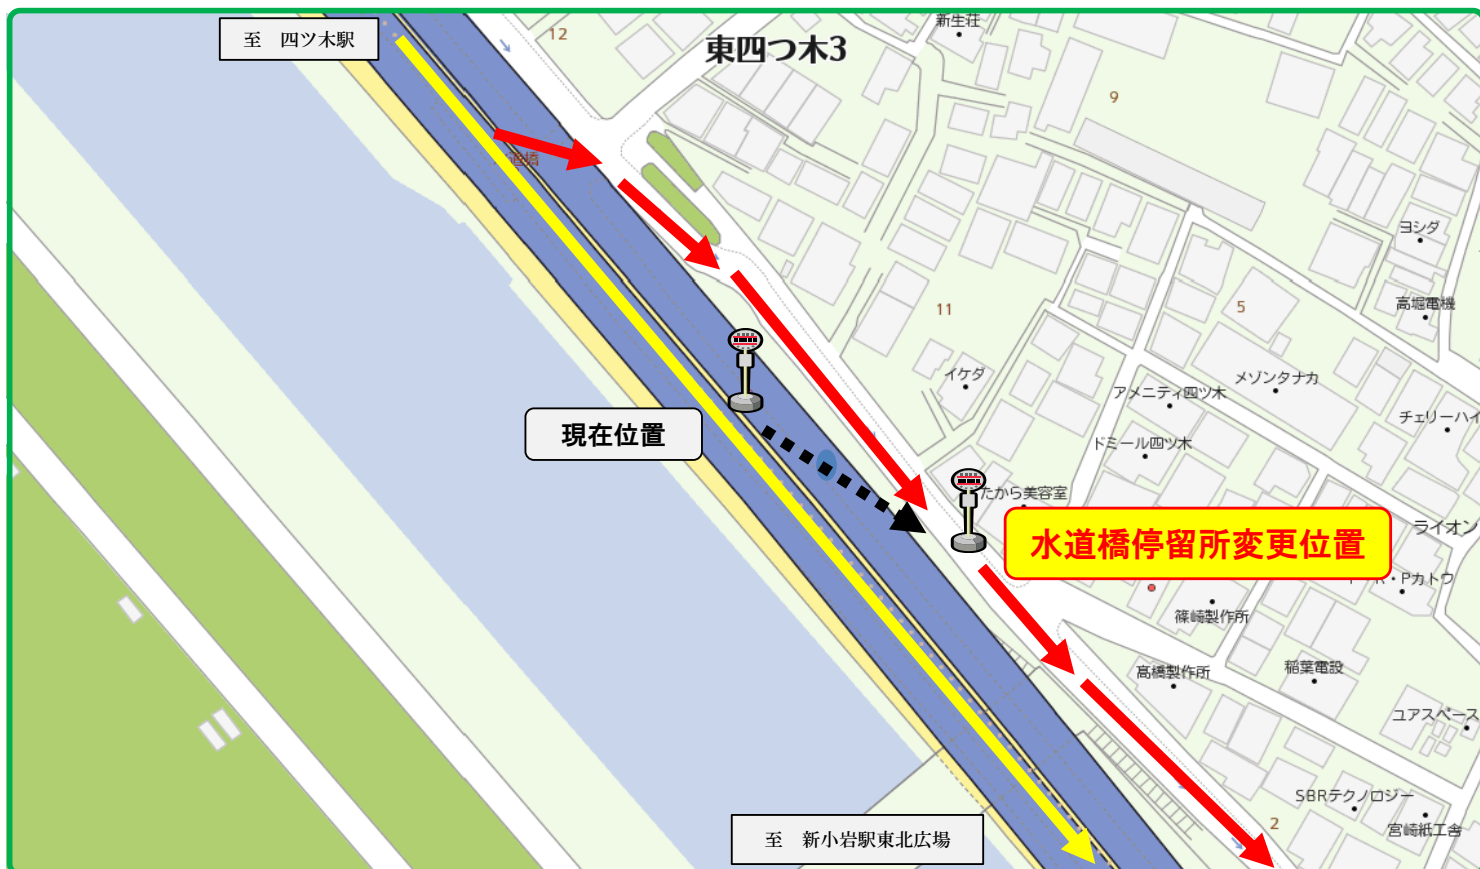 至 四ツ木駅
12
東四つ木3
新生荘
9
ヨシダ
高堀電機
11
5
イケダ
メゾンタナカ
アメニティ四ツ木
チェリーハイ
ドミール四ツ木
現在位置
たから美容室
水道橋停留所変更位置
ライオン
・Pカトウ
篠崎製作所
高橋製作所
稲葉電設
ユアスペース
SBRテクノロジー
2
宮崎紙工舎
至 新小岩駅東北広場